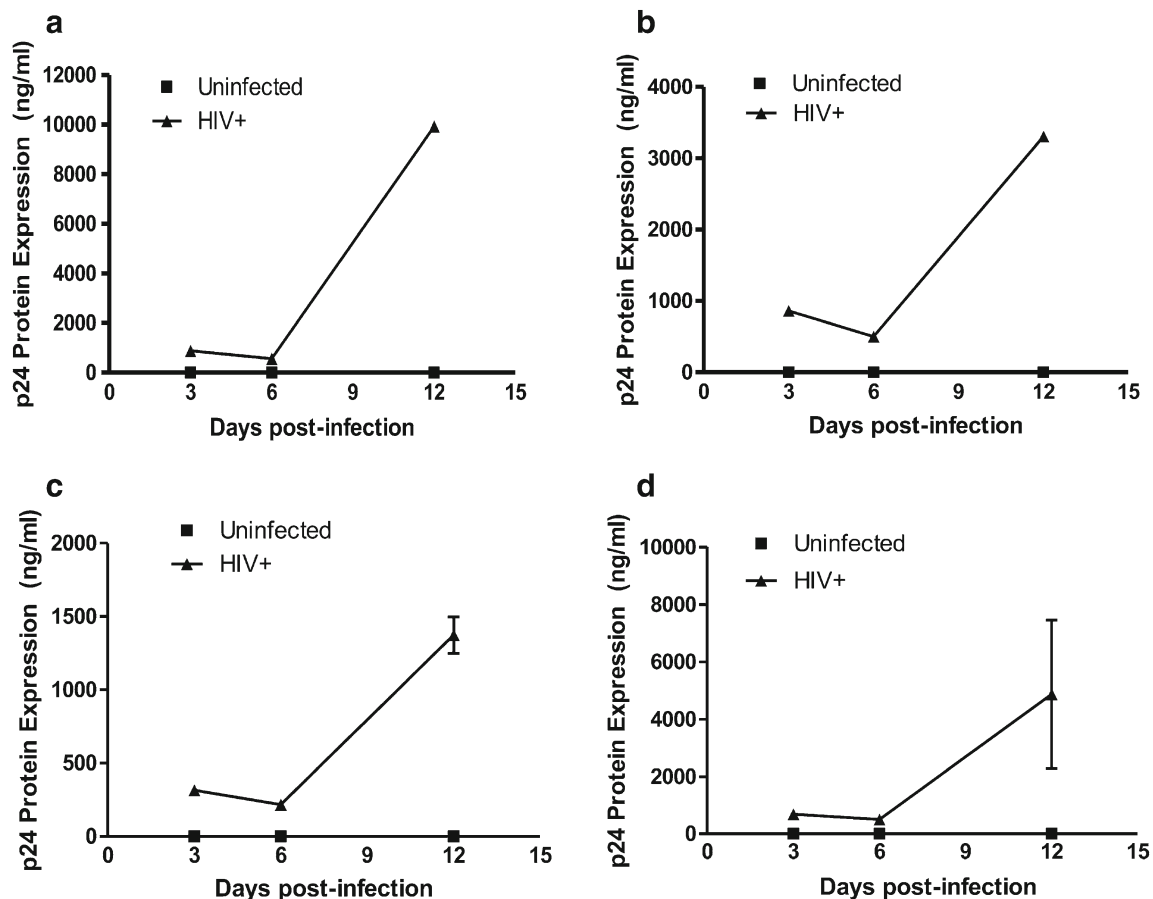 a
p24 Protein Expression (ng/ml)
12000
10000
8000
6000
4000
2000
0
Uninfected
HIV+
0 3 6 9 12 15
Days post-infection
b
p24 Protein Expression (ng/ml)
4000
3000
2000
1000
0
Uninfected
HIV+
0 3 6 9 12 15
Days post-infection
c
p24 Protein Expression (ng/ml)
2000
1500
1000
500
0
Uninfected
HIV+
0 3 6 9 12 15
Days post-infection
d
p24 Protein Expression (ng/ml)
10000
8000
6000
4000
2000
0
Uninfected
HIV+
0 3 6 9 12 15
Days post-infection